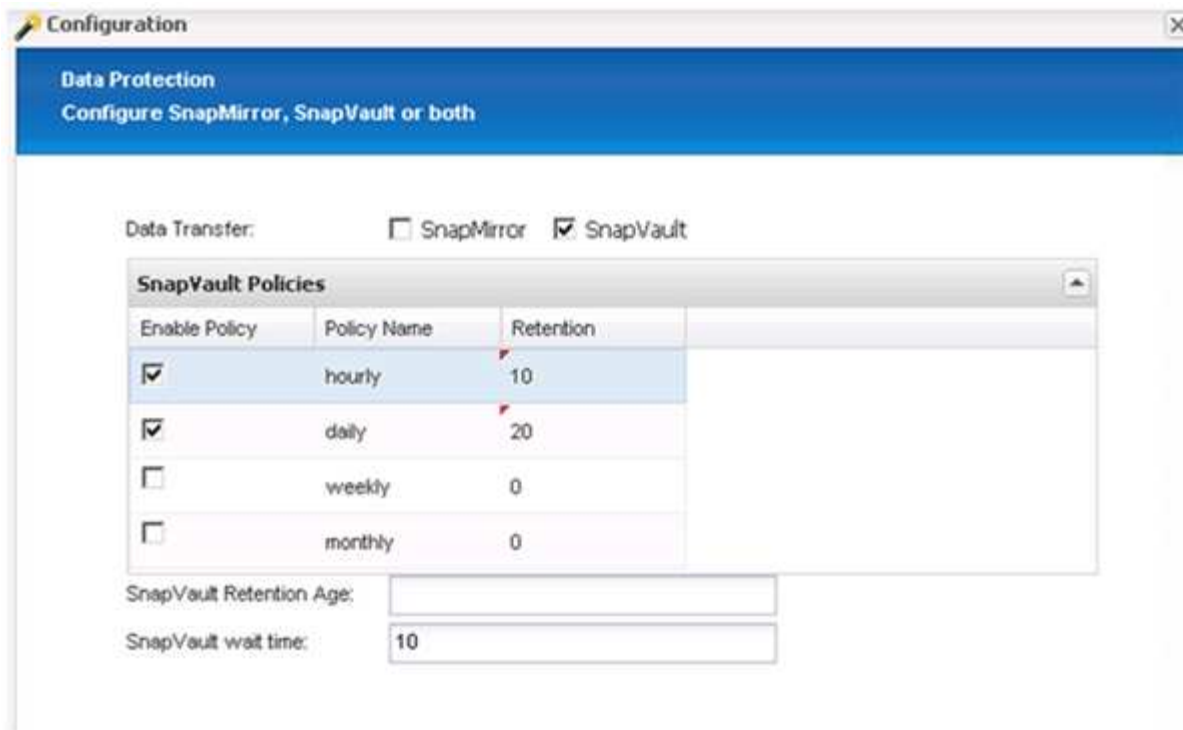 Configuration
Data Protection
Configure SnapMirror, SnapVault or both
Data Transfer: SnapMirror SnapVault
SnapVault Policies
Enable Policy Policy Name Retention
hourly 10
daily 20
weekly 0
monthly 0
SnapVault Retention Age:
SnapVault wait time: 10